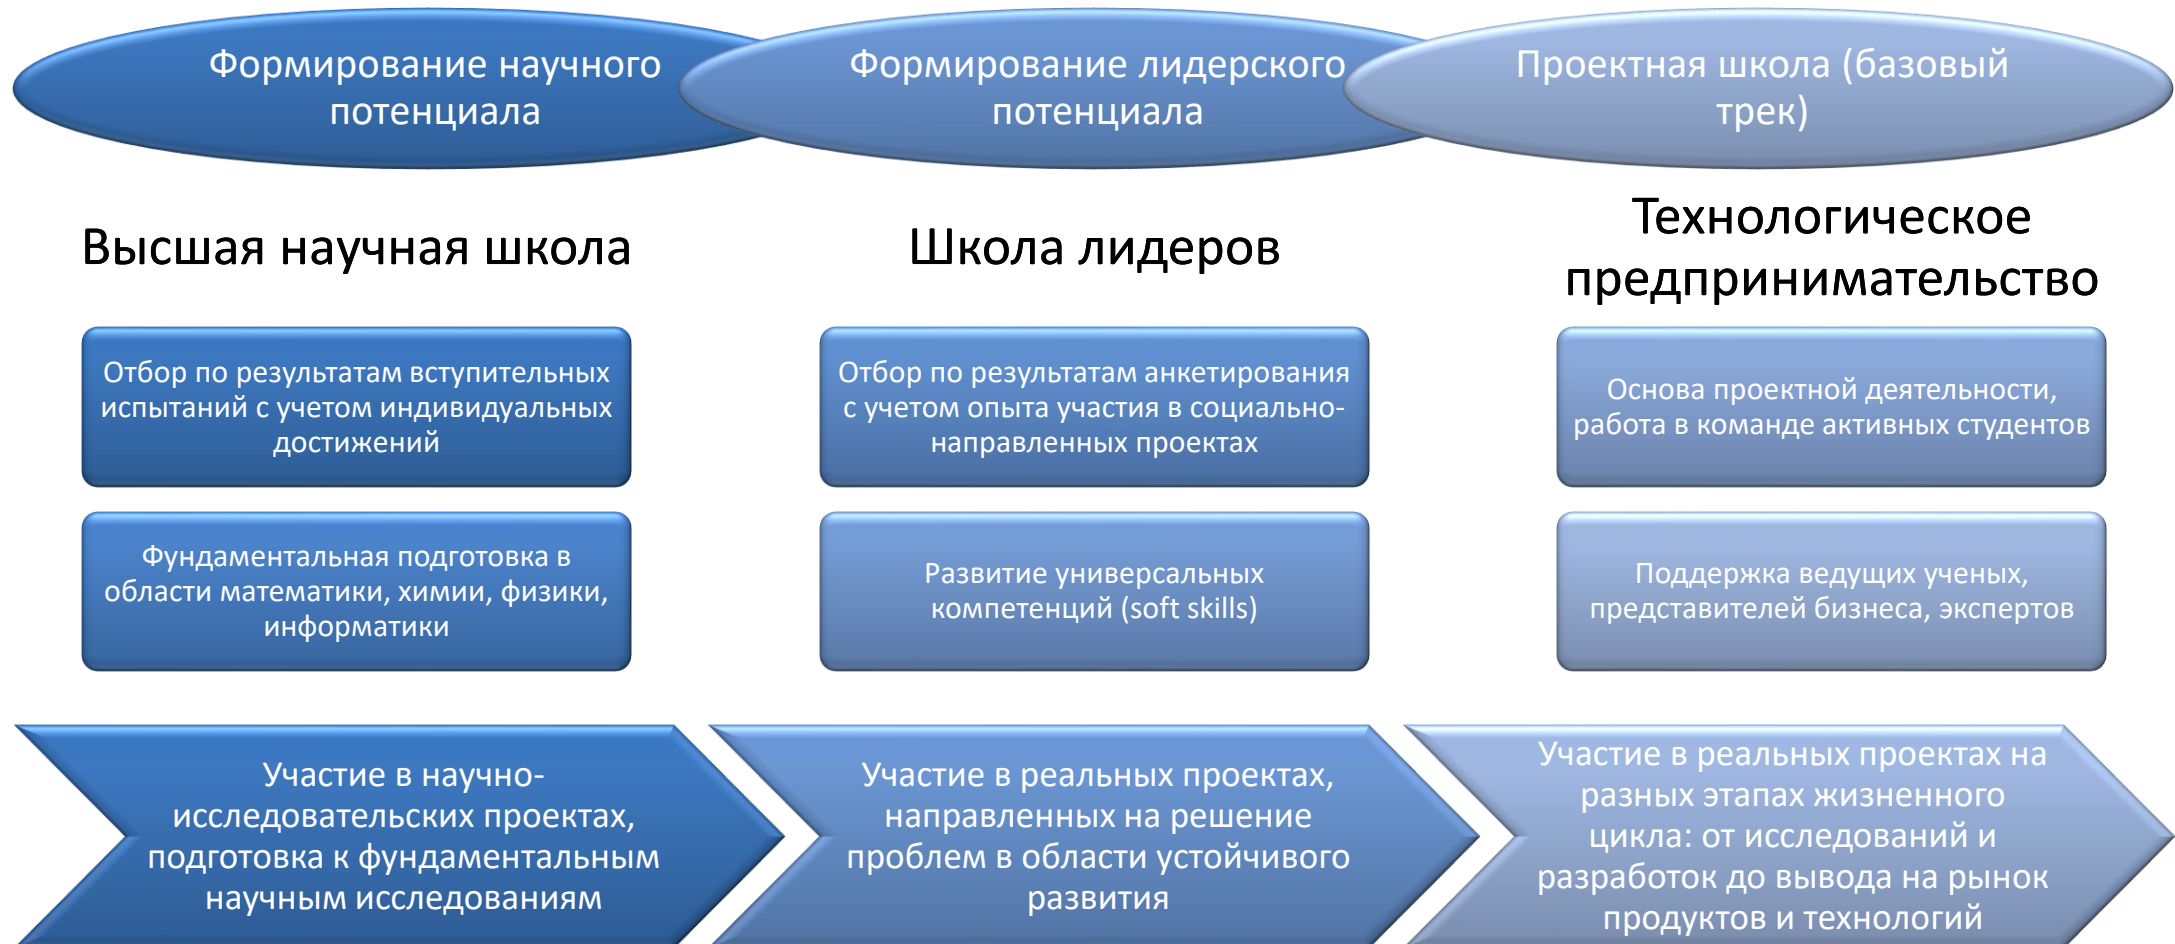 Формирование научного
потенциала
Формирование лидерского
потенциала
Проектная школа (базовый
трек)
Высшая научная школа
Школа лидеров
Технологическое
предпринимательство
Отбор по результатам вступительных
испытаний с учетом индивидуальных
достижений
Отбор по результатам анкетирования
с учетом опыта участия в социально-
направленных проектах
Основа проектной деятельности,
работа в команде активных студентов
Фундаментальная подготовка в
области математики, химии, физики,
информатики
Развитие универсальных
компетенций (soft skills)
Поддержка ведущих ученых,
представителей бизнеса, экспертов
Участие в научно-
исследовательских проектах,
подготовка к фундаментальным
научным исследованиям
Участие в реальных проектах,
направленных на решение
проблем в области устойчивого
развития
Участие в реальных проектах на
разных этапах жизненного
цикла: от исследований и
разработок до вывода на рынок
продуктов и технологий